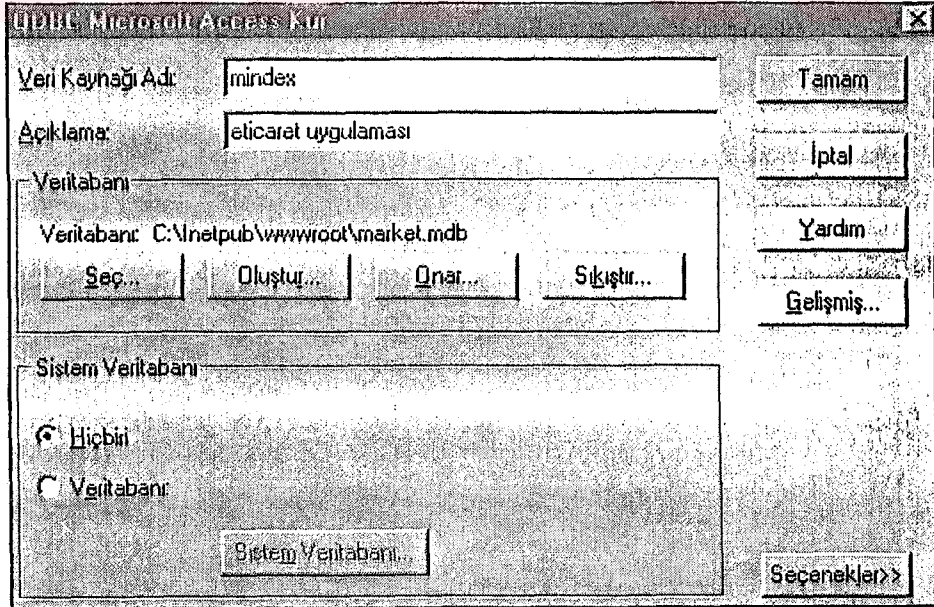 ODBC Microsoft Access Kur
Veri Kaynağı Adı: mindex
Tamam
Açıklama: eticaret uygulaması
İptal
Veritabanı
Veritabanı: C:\Inetpub\wwwroot\market.mdb
Yardım
Seç... Oluştur... Onar... Sıkıştır...
Gelişmiş...
Sistem Veritabanı
Hiçbiri
Veritabanı:
Sistem Veritabanı...
Seçenekler>>